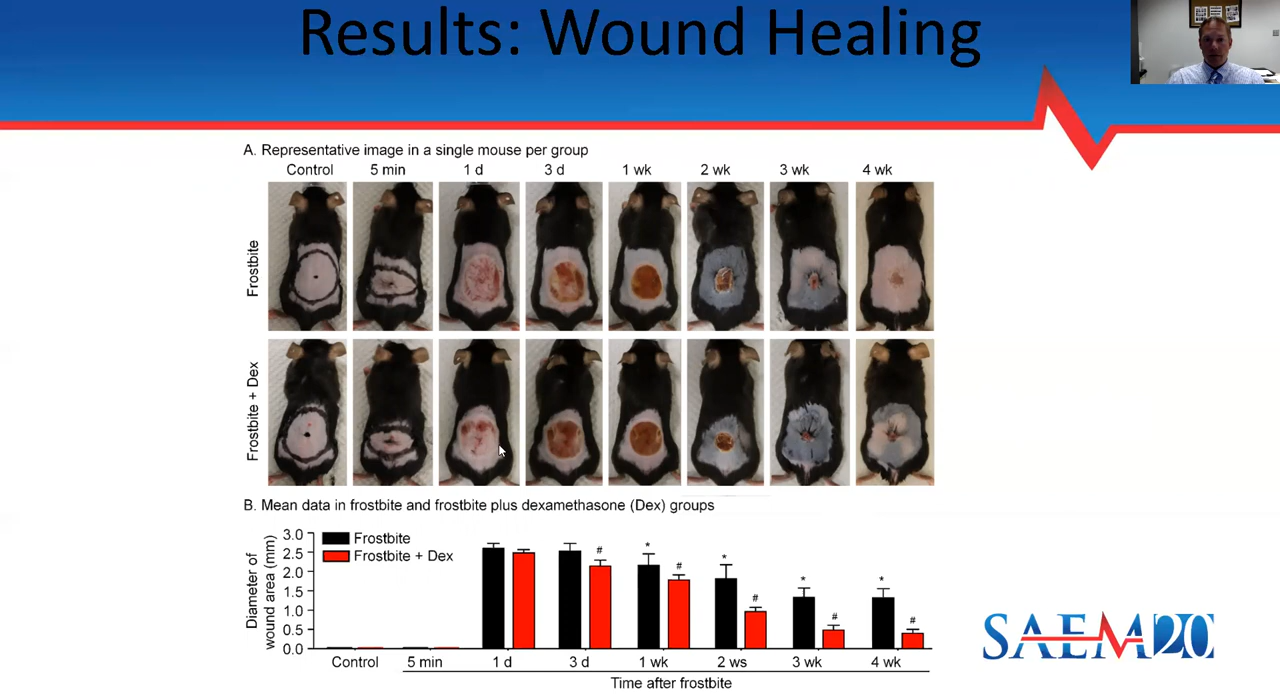 Results: Wound Healing
A. Representative image in a single mouse per group
Control 5 min 1 d 3 d 1 wk 2 wk 3 wk 4 wk
Frostbite
Frostbite + Dex
B. Mean data in frostbite and frostbite plus dexamethasone (Dex) groups
Diameter of
wound area (mm)
3.0
2.5
2.0
1.5
1.0
0.5
0.0
Frostbite
Frostbite + Dex
# * # * # * # * #
Control 5 min 1 d 3 d 1 wk 2 ws 3 wk 4 wk
Time after frostbite
SAEM20